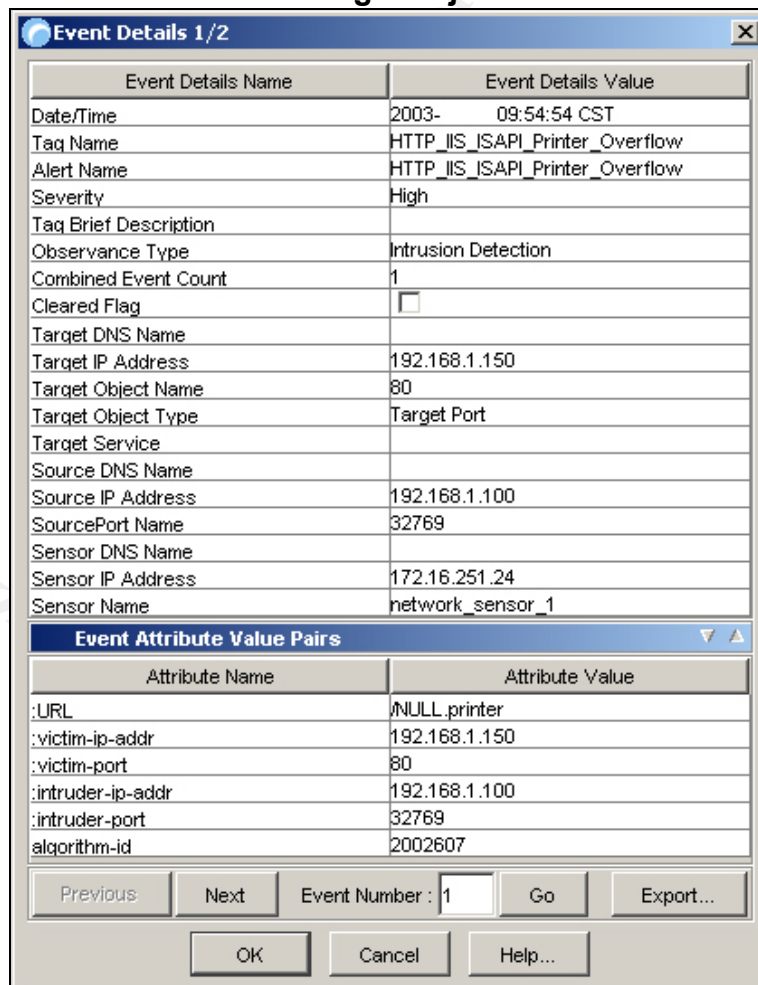 Event Details 1/2
Event Details Name Event Details Value
Date/Time 2003- 09:54:54 CST
Tag Name HTTP_IIS_ISAPI_Printer_Overflow
Alert Name HTTP_IIS_ISAPI_Printer_Overflow
Severity High
Tag Brief Description
Observance Type Intrusion Detection
Combined Event Count 1
Cleared Flag
Target DNS Name
Target IP Address 192.168.1.150
Target Object Name 80
Target Object Type Target Port
Target Service
Source DNS Name
Source IP Address 192.168.1.100
SourcePort Name 32769
Sensor DNS Name
Sensor IP Address 172.16.251.24
Sensor Name network_sensor_1
Event Attribute Value Pairs
Attribute Name Attribute Value
:URL /NULL.printer
:victim-ip-addr 192.168.1.150
:victim-port 80
:intruder-ip-addr 192.168.1.100
:intruder-port 32769
algorithm-id 2002607
Previous Next Event Number : 1 Go Export...
OK Cancel Help...